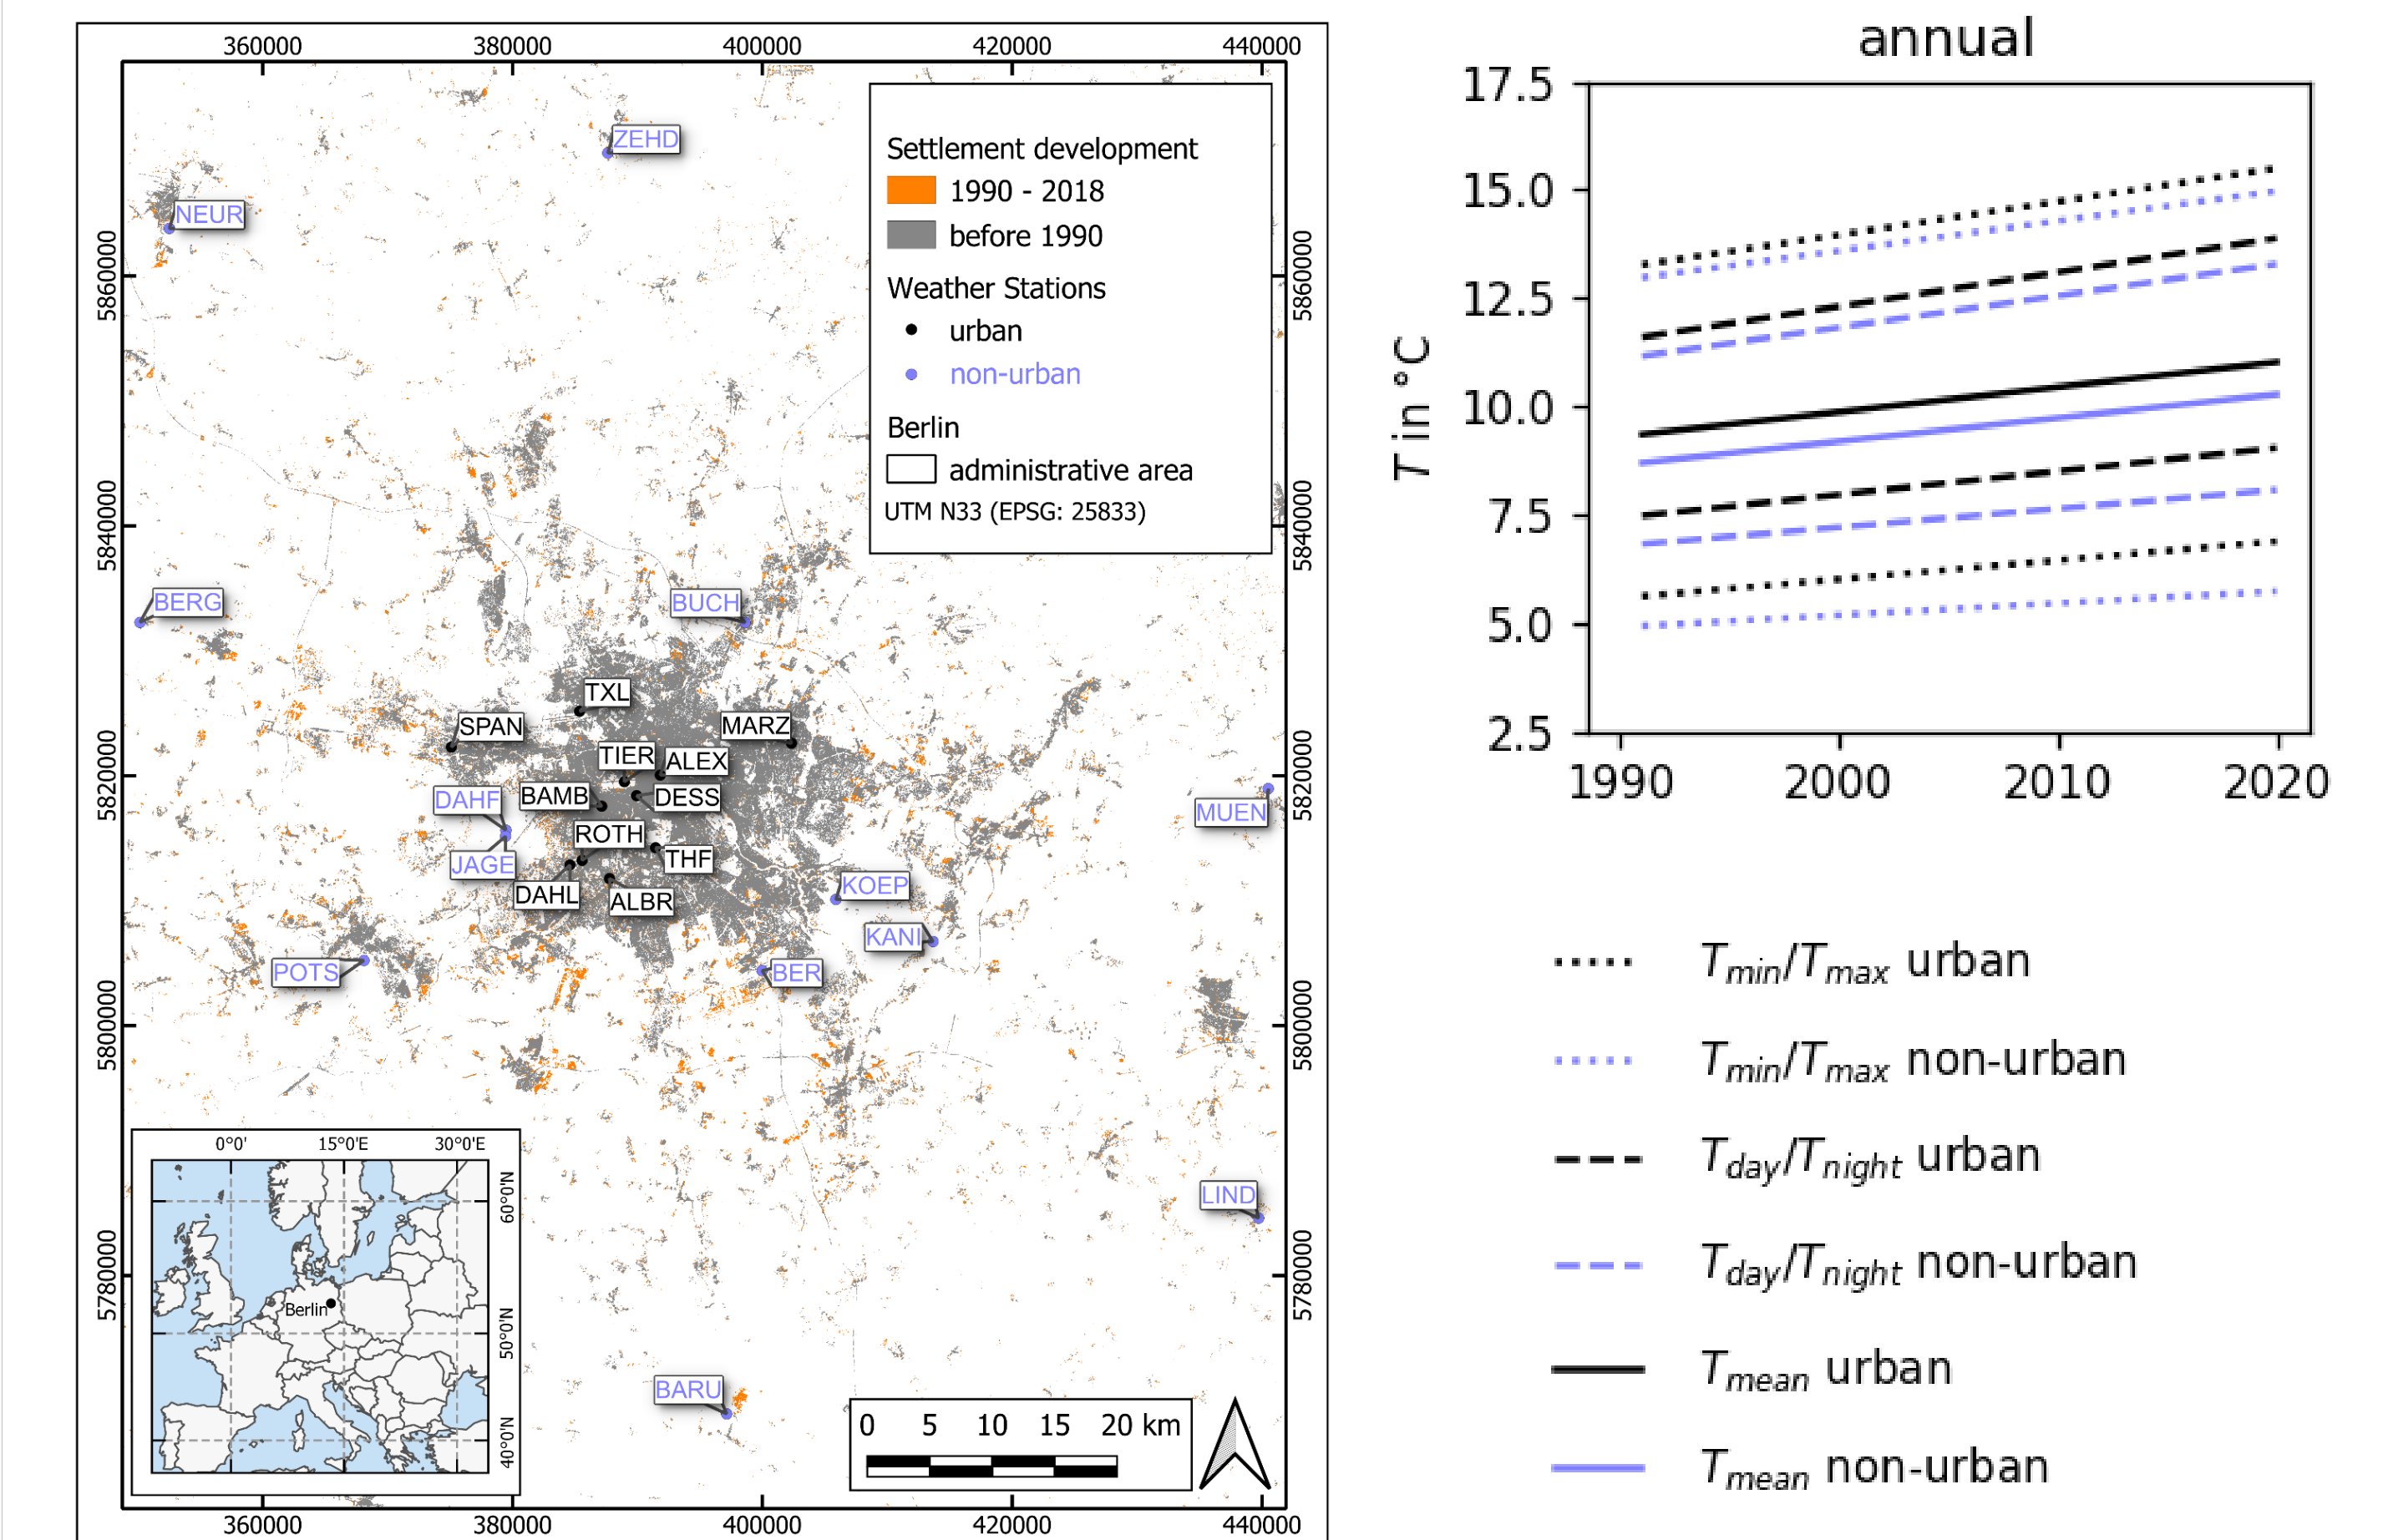 360000 380000 400000 420000 440000
5860000
5840000
5820000
5800000
5780000
5860000
5840000
5820000
5800000
5780000
Settlement development
1990 - 2018
before 1990
Weather Stations
urban
non-urban
Berlin
administrative area
UTM N33 (EPSG: 25833)
ZEHD
NEUR
BERG
BUCH
TXL
SPAN
MARZ
TIER
ALEX
BAMB
DESS
DAHF
MUEN
ROTH
JAGE
THF
DAHL
ALBR
KOEP
KANI
POTS
BER
LIND
BARU
0°0' 15°0'E 30°0'E
60°0'N
50°0'N
40°0'N
Berlin
0 5 10 15 20 km
360000 380000 400000 420000 440000
annual
17.5
15.0
12.5
10.0
7.5
5.0
2.5
T in °C
1990 2000 2010 2020
Tmin/Tmax urban
Tmin/Tmax non-urban
Tday/Tnight urban
Tday/Tnight non-urban
Tmean urban
Tmean non-urban